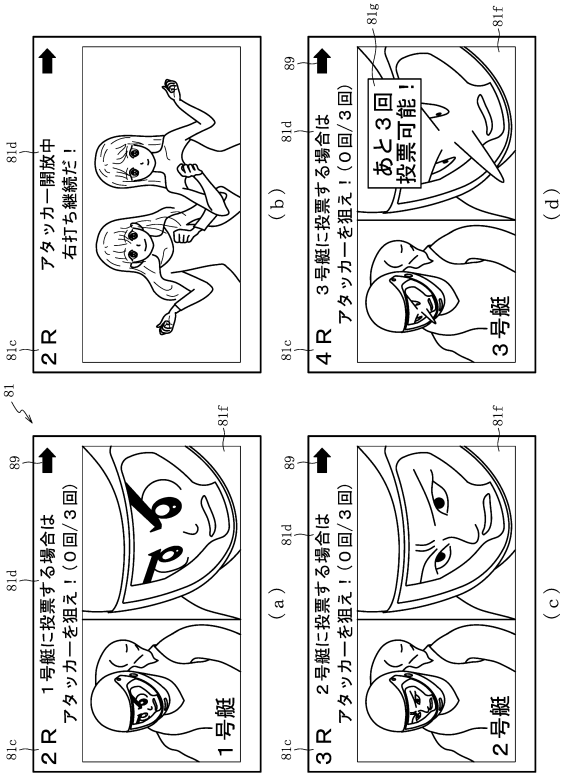 81
81c
81d
89
2R
1号艇に投票する場合は
アタッカーを狙え！(0回/3回)
1号艇
81f
(a)
81c
81d
2R
アタッカー開放中
右打ち継続だ！
(b)
81c
81d
89
3R
2号艇に投票する場合は
アタッカーを狙え！(0回/3回)
2号艇
81f
(c)
81c
81d
89
81g
4R
3号艇に投票する場合は
アタッカーを狙え！(0回/3回)
あと3回
投票可能！
3号艇
81f
(d)